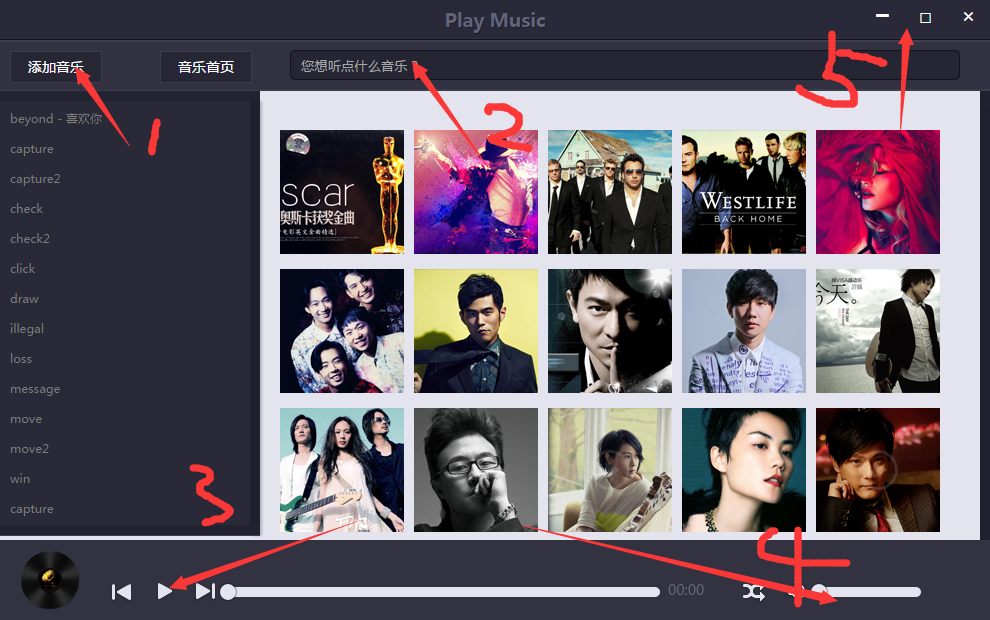 Play Music
添加音乐
音乐首页
您想听点什么音乐 ?
1
2
5
beyond - 喜欢你
capture
capture2
check
check2
click
draw
illegal
loss
message
move
move2
win
capture
scar
奥斯卡获奖金曲
WESTLIFE
BACK HOME
今天。
3
4
00:00